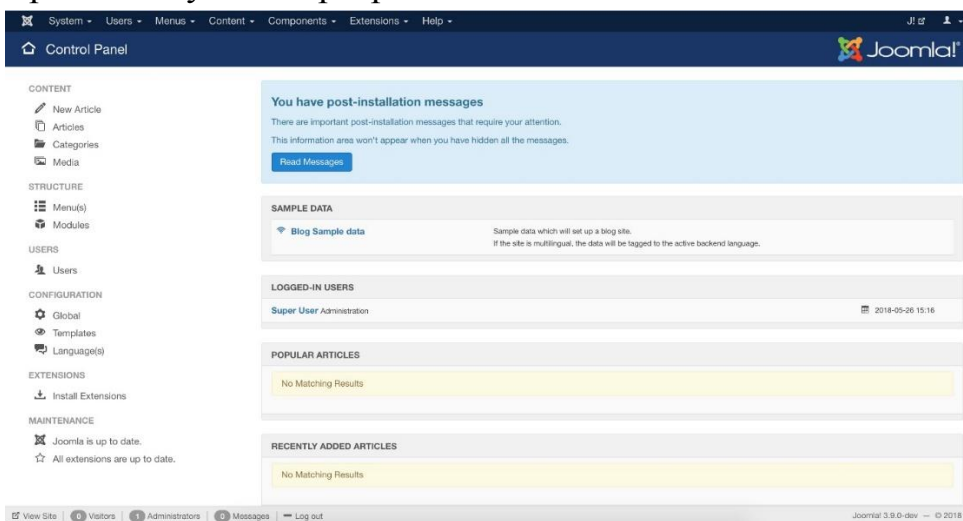 System Users Menus Content Components Extensions Help J!
Control Panel Joomla!
CONTENT
New Article
Articles
Categories
Media
STRUCTURE
Menu(s)
Modules
USERS
Users
CONFIGURATION
Global
Templates
Language(s)
EXTENSIONS
Install Extensions
MAINTENANCE
Joomla is up to date.
All extensions are up to date.
You have post-installation messages
There are important post-installation messages that require your attention.
This information area won't appear when you have hidden all the messages.
Read Messages
SAMPLE DATA
Blog Sample data
Sample data which will set up a blog site.
If the site is multilingual, the data will be tagged to the active backend language.
LOGGED-IN USERS
Super User Administration 2018-05-26 15:16
POPULAR ARTICLES
No Matching Results
RECENTLY ADDED ARTICLES
No Matching Results
View Site 0 Visitors 1 Administrators 0 Messages Log out Joomla! 3.9.0-dev — © 2018